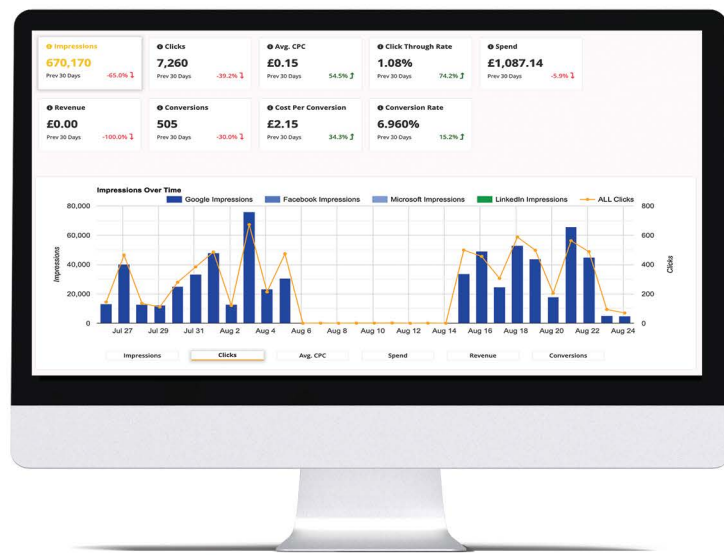 Impressions
670,170
Prev 30 Days -65.0%
Clicks
7,260
Prev 30 Days -39.2%
Avg. CPC
£0.15
Prev 30 Days 54.5%
Click Through Rate
1.08%
Prev 30 Days 74.2%
Spend
£1,087.14
Prev 30 Days -5.9%
Revenue
£0.00
Prev 30 Days -100.0%
Conversions
505
Prev 30 Days -30.0%
Cost Per Conversion
£2.15
Prev 30 Days 34.3%
Conversion Rate
6.960%
Prev 30 Days 15.2%
Impressions Over Time
Google Impressions Facebook Impressions Microsoft Impressions LinkedIn Impressions ALL Clicks
80,000 800
60,000 600
40,000 400
20,000 200
0 0
Impressions
Clicks
Jul 27 Jul 29 Jul 31 Aug 2 Aug 4 Aug 6 Aug 8 Aug 10 Aug 12 Aug 14 Aug 16 Aug 18 Aug 20 Aug 22 Aug 24
Impressions Clicks Avg. CPC Spend Revenue Conversions